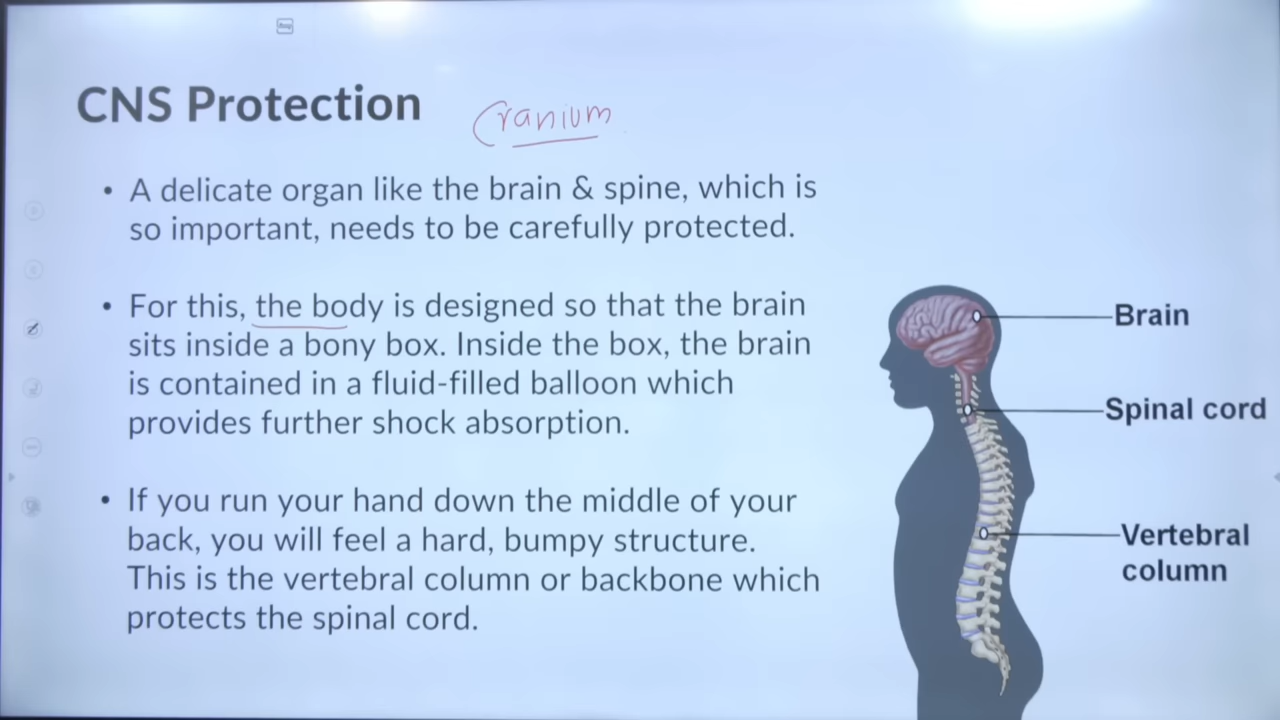 CNS Protection
Cranium
• A delicate organ like the brain & spine, which is
so important, needs to be carefully protected.
• For this, the body is designed so that the brain
sits inside a bony box. Inside the box, the brain
is contained in a fluid-filled balloon which
provides further shock absorption.
• If you run your hand down the middle of your
back, you will feel a hard, bumpy structure.
This is the vertebral column or backbone which
protects the spinal cord.
Brain
Spinal cord
Vertebral
column